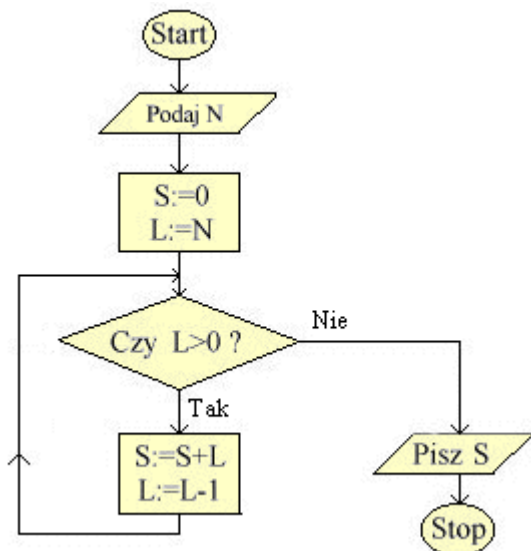 Start
Podaj N
S:=0
L:=N
Czy L>0 ?
Nie
Tak
S:=S+L
L:=L-1
Pisz S
Stop